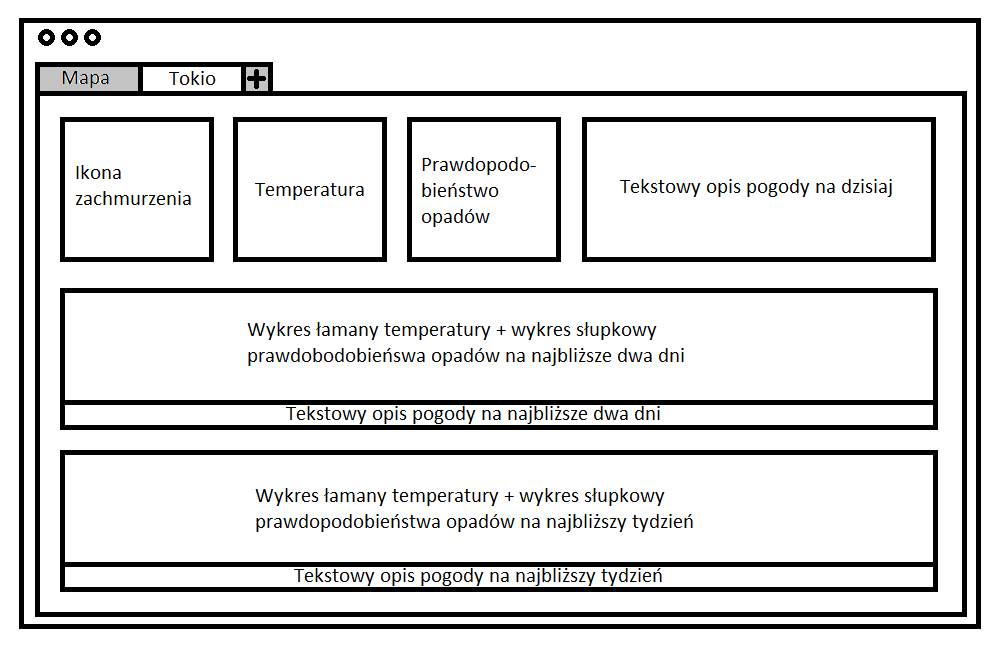 Mapa
Tokio
Ikona
zachmurzenia
Temperatura
Prawdopodo-
bieństwo
opadów
Tekstowy opis pogody na dzisiaj
Wykres łamany temperatury + wykres słupkowy
prawdobodobieńswa opadów na najbliższe dwa dni
Tekstowy opis pogody na najbliższe dwa dni
Wykres łamany temperatury + wykres słupkowy
prawdopodobieństwa opadów na najbliższy tydzień
Tekstowy opis pogody na najbliższy tydzień